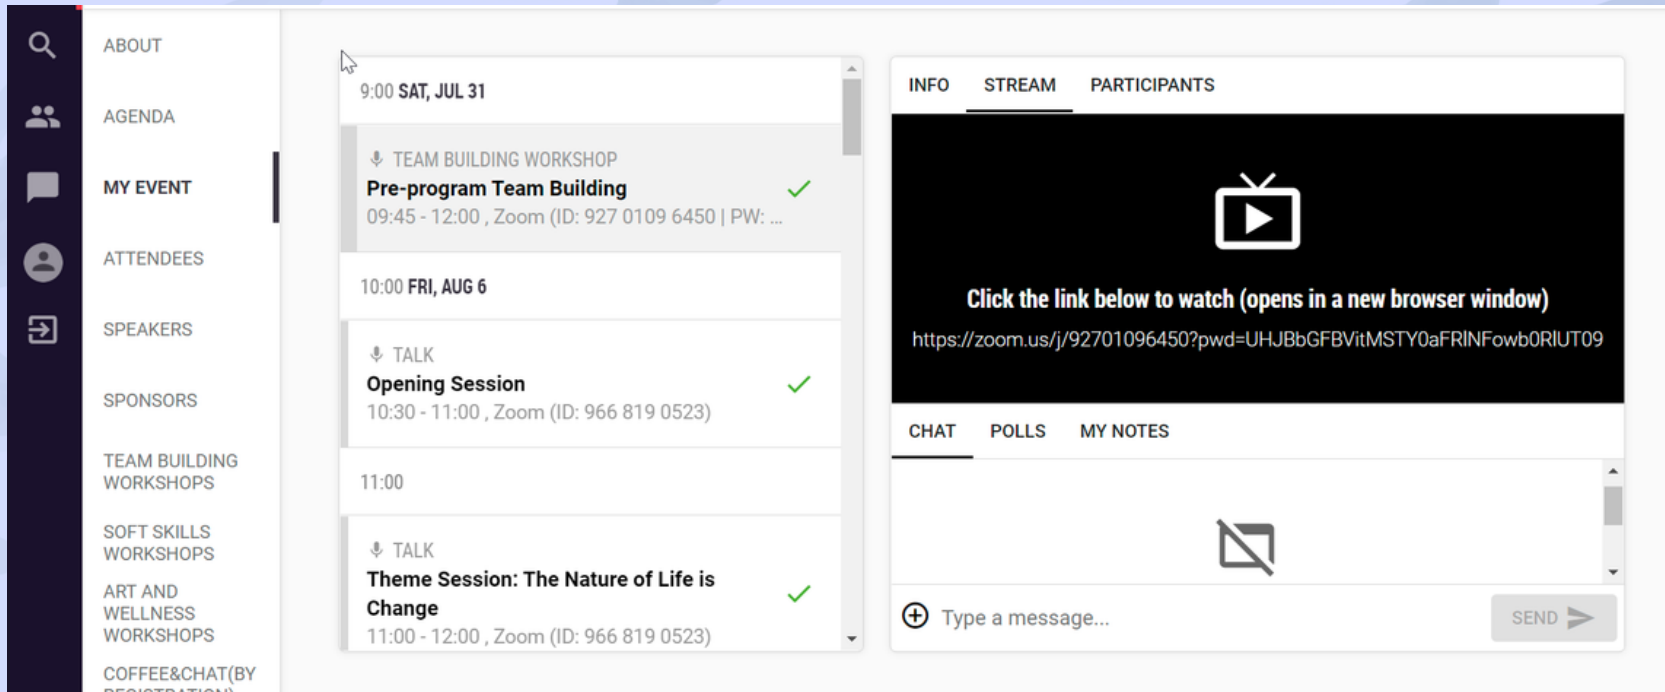 ABOUT
AGENDA
MY EVENT
ATTENDEES
SPEAKERS
SPONSORS
TEAM BUILDING
WORKSHOPS
SOFT SKILLS
WORKSHOPS
ART AND
WELLNESS
WORKSHOPS
COFFEE&CHAT(BY
9:00 SAT, JUL 31
TEAM BUILDING WORKSHOP
Pre-program Team Building
09:45 - 12:00 , Zoom (ID: 927 0109 6450 | PW: ...
10:00 FRI, AUG 6
TALK
Opening Session
10:30 - 11:00 , Zoom (ID: 966 819 0523)
11:00
TALK
Theme Session: The Nature of Life is
Change
11:00 - 12:00 , Zoom (ID: 966 819 0523)
INFO STREAM PARTICIPANTS
Click the link below to watch (opens in a new browser window)
https://zoom.us/j/92701096450?pwd=UHJBbGFBVitMSTY0aFRlNFowb0RlUT09
CHAT POLLS MY NOTES
Type a message...
SEND